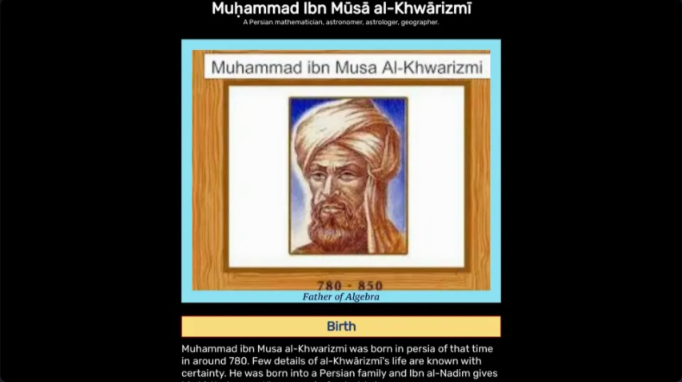 Muḥammad Ibn Mūsā al-Khwārizmī
A Persian mathematician, astronomer, astrologer, geographer.
Muhammad ibn Musa Al-Khwarizmi
780 - 850
Father of Algebra
Birth
Muhammad ibn Musa al-Khwarizmi was born in persia of that time
in around 780. Few details of al-Khwārizmī's life are known with
certainty. He was born into a Persian family and Ibn al-Nadim gives